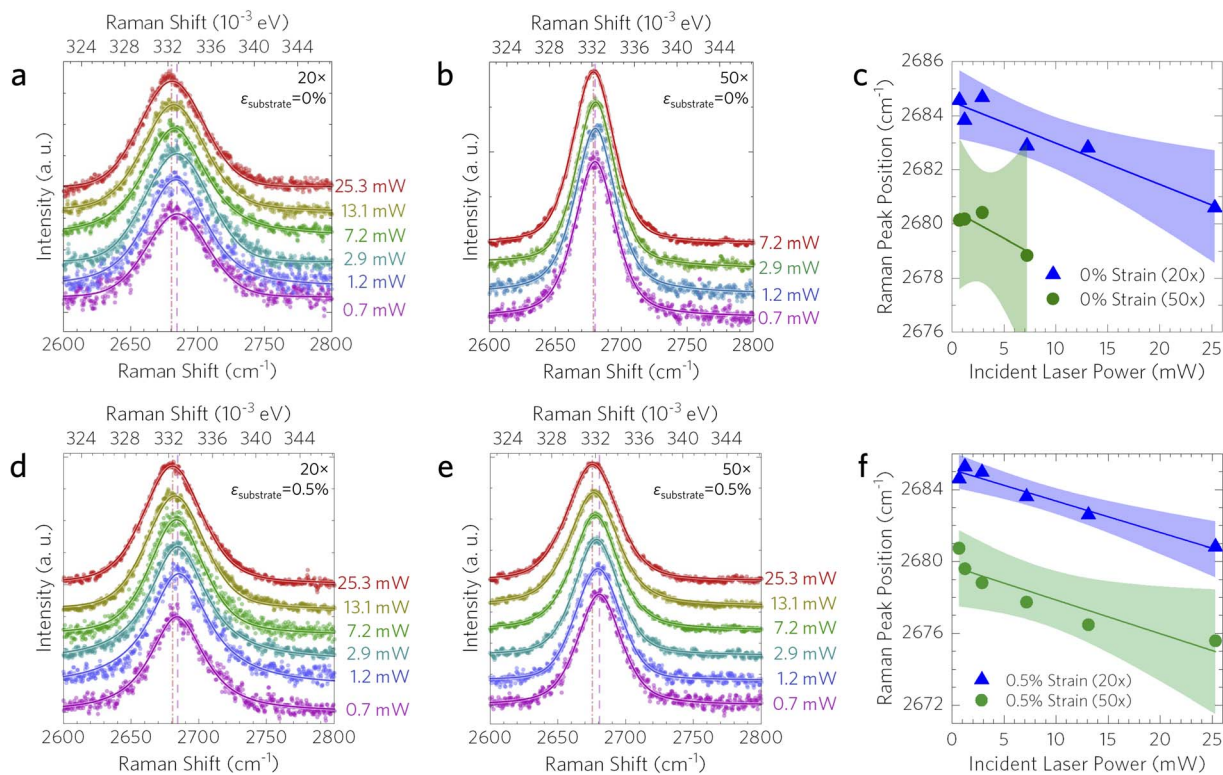 Raman Shift (10⁻³ eV)
324 328 332 336 340 344
a
20×
ε substrate=0%
Intensity (a. u.)
25.3 mW
13.1 mW
7.2 mW
2.9 mW
1.2 mW
0.7 mW
2600 2650 2700 2750 2800
Raman Shift (cm⁻¹)
Raman Shift (10⁻³ eV)
324 328 332 336 340 344
b
50×
ε substrate=0%
Intensity (a. u.)
7.2 mW
2.9 mW
1.2 mW
0.7 mW
2600 2650 2700 2750 2800
Raman Shift (cm⁻¹)
c
Raman Peak Position (cm⁻¹)
2686
2684
2682
2680
2678
2676
0% Strain (20x)
0% Strain (50x)
0 5 10 15 20 25
Incident Laser Power (mW)
Raman Shift (10⁻³ eV)
324 328 332 336 340 344
d
20×
ε substrate=0.5%
Intensity (a. u.)
25.3 mW
13.1 mW
7.2 mW
2.9 mW
1.2 mW
0.7 mW
2600 2650 2700 2750 2800
Raman Shift (cm⁻¹)
Raman Shift (10⁻³ eV)
324 328 332 336 340 344
e
50×
ε substrate=0.5%
Intensity (a. u.)
25.3 mW
13.1 mW
7.2 mW
2.9 mW
1.2 mW
0.7 mW
2600 2650 2700 2750 2800
Raman Shift (cm⁻¹)
f
Raman Peak Position (cm⁻¹)
2684
2680
2676
2672
0.5% Strain (20x)
0.5% Strain (50x)
0 5 10 15 20 25
Incident Laser Power (mW)